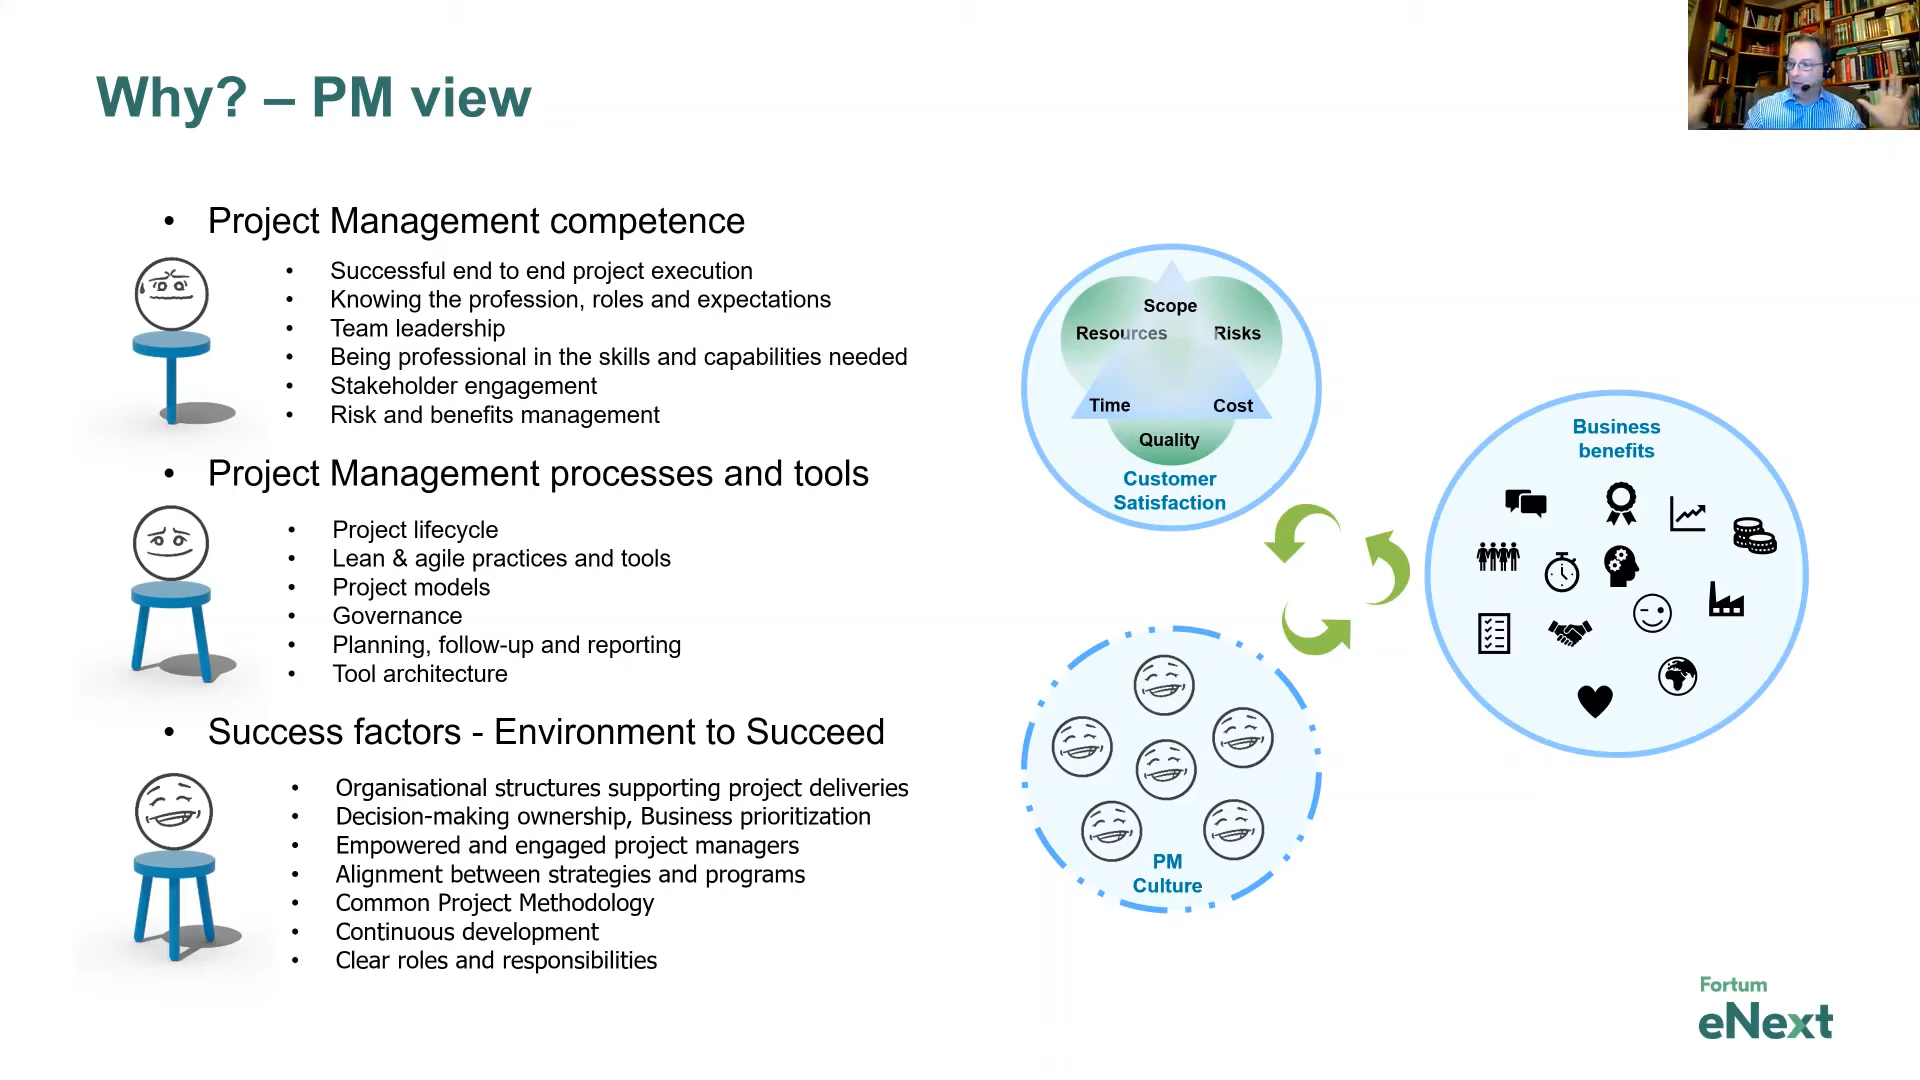 Why? – PM view
• Project Management competence
• Successful end to end project execution
• Knowing the profession, roles and expectations
• Team leadership
• Being professional in the skills and capabilities needed
• Stakeholder engagement
• Risk and benefits management
• Project Management processes and tools
• Project lifecycle
• Lean & agile practices and tools
• Project models
• Governance
• Planning, follow-up and reporting
• Tool architecture
• Success factors - Environment to Succeed
• Organisational structures supporting project deliveries
• Decision-making ownership, Business prioritization
• Empowered and engaged project managers
• Alignment between strategies and programs
• Common Project Methodology
• Continuous development
• Clear roles and responsibilities
Scope
Resources
Risks
Time
Cost
Quality
Customer
Satisfaction
Business
benefits
PM
Culture
Fortum
eNext